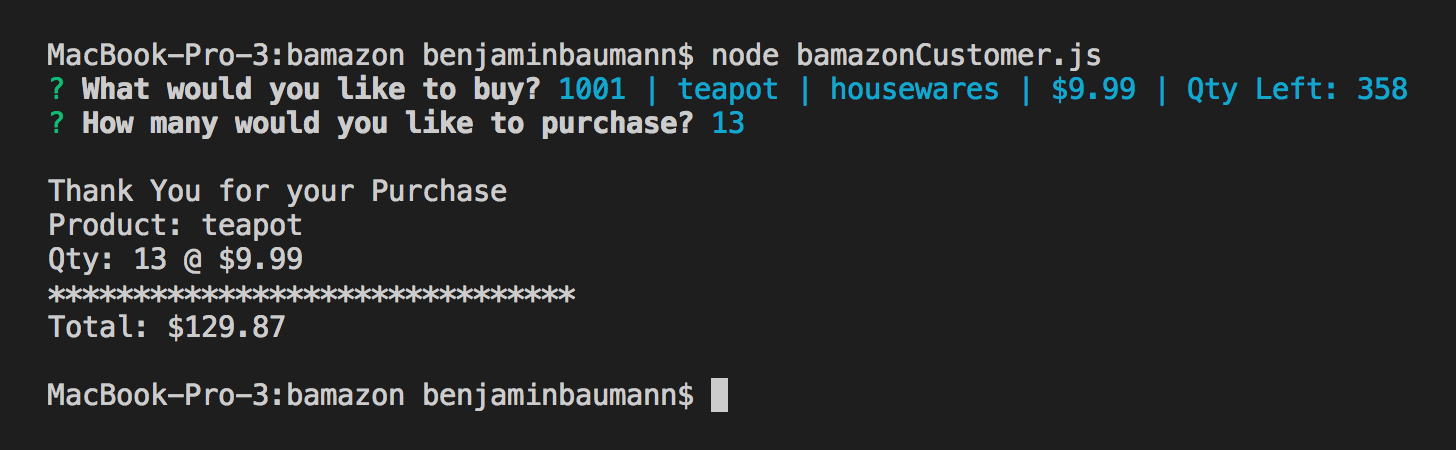 MacBook-Pro-3:bamazon benjaminbaumann$ node bamazonCustomer.js
? What would you like to buy? 1001 | teapot | housewares | $9.99 | Qty Left: 358
? How many would you like to purchase? 13
Thank You for your Purchase
Product: teapot
Qty: 13 @ $9.99
*******************************
Total: $129.87
MacBook-Pro-3:bamazon benjaminbaumann$